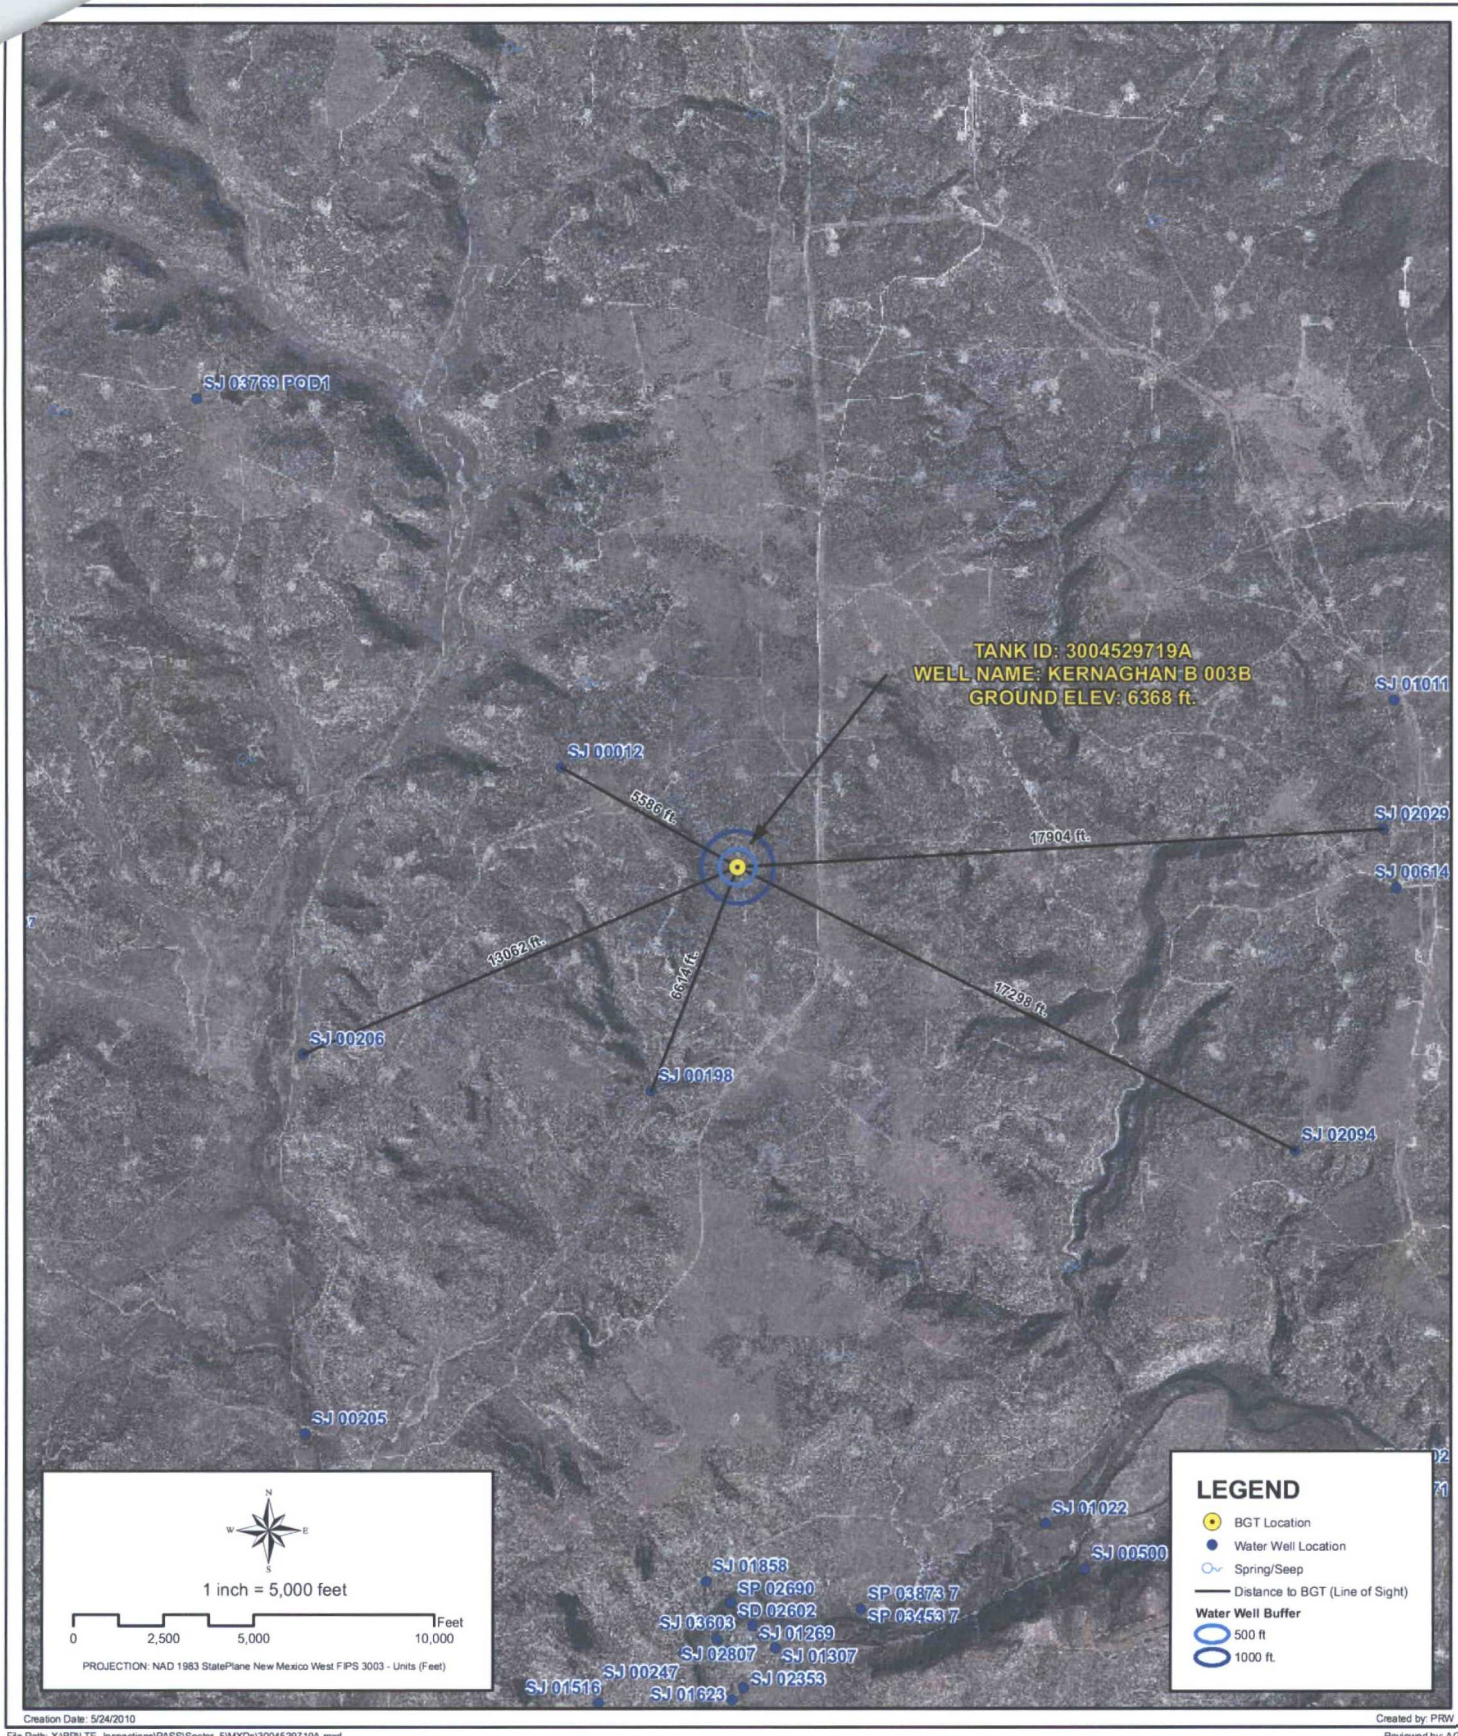 SJ 03769 POD1
TANK ID: 3004529719A
WELL NAME: KERNAGHAN B 003B
GROUND ELEV: 6368 ft.
SJ 01011
SJ 00012
5586 ft.
SJ 02029
17904 ft.
SJ 00614
7
13062 ft.
6614 ft.
17298 ft.
SJ 00206
SJ 00198
SJ 02094
SJ 00205
02
71
SJ 01022
SJ 00500
SJ 01858
SP 02690
SP 03873 7
SD 02602
SP 03453 7
SJ 03603
SJ 01269
SJ 02807
SJ 01307
SJ 00247
SJ 02353
SJ 01516
SJ 01623
N
W E
S
1 inch = 5,000 feet
Feet
0 2,500 5,000 10,000
PROJECTION: NAD 1983 StatePlane New Mexico West FIPS 3003 - Units (Feet)
LEGEND
BGT Location
Water Well Location
Spring/Seep
Distance to BGT (Line of Sight)
Water Well Buffer
500 ft
1000 ft.
Creation Date: 5/24/2010
Created by: PRW